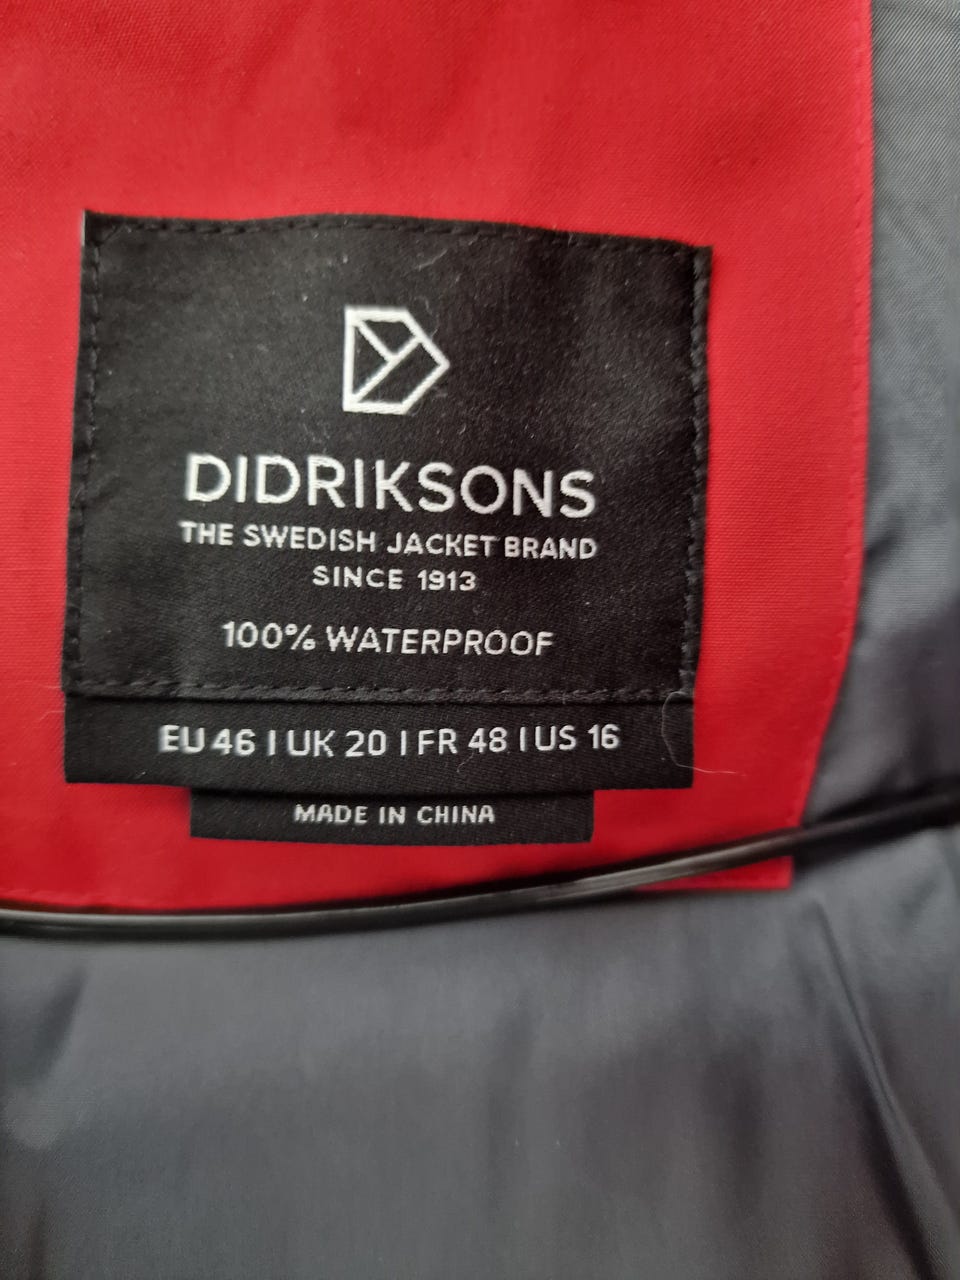 DIDRIKSONS
THE SWEDISH JACKET BRAND
SINCE 1913
100% WATERPROOF
EU 46 | UK 20 | FR 48 | US 16
MADE IN CHINA